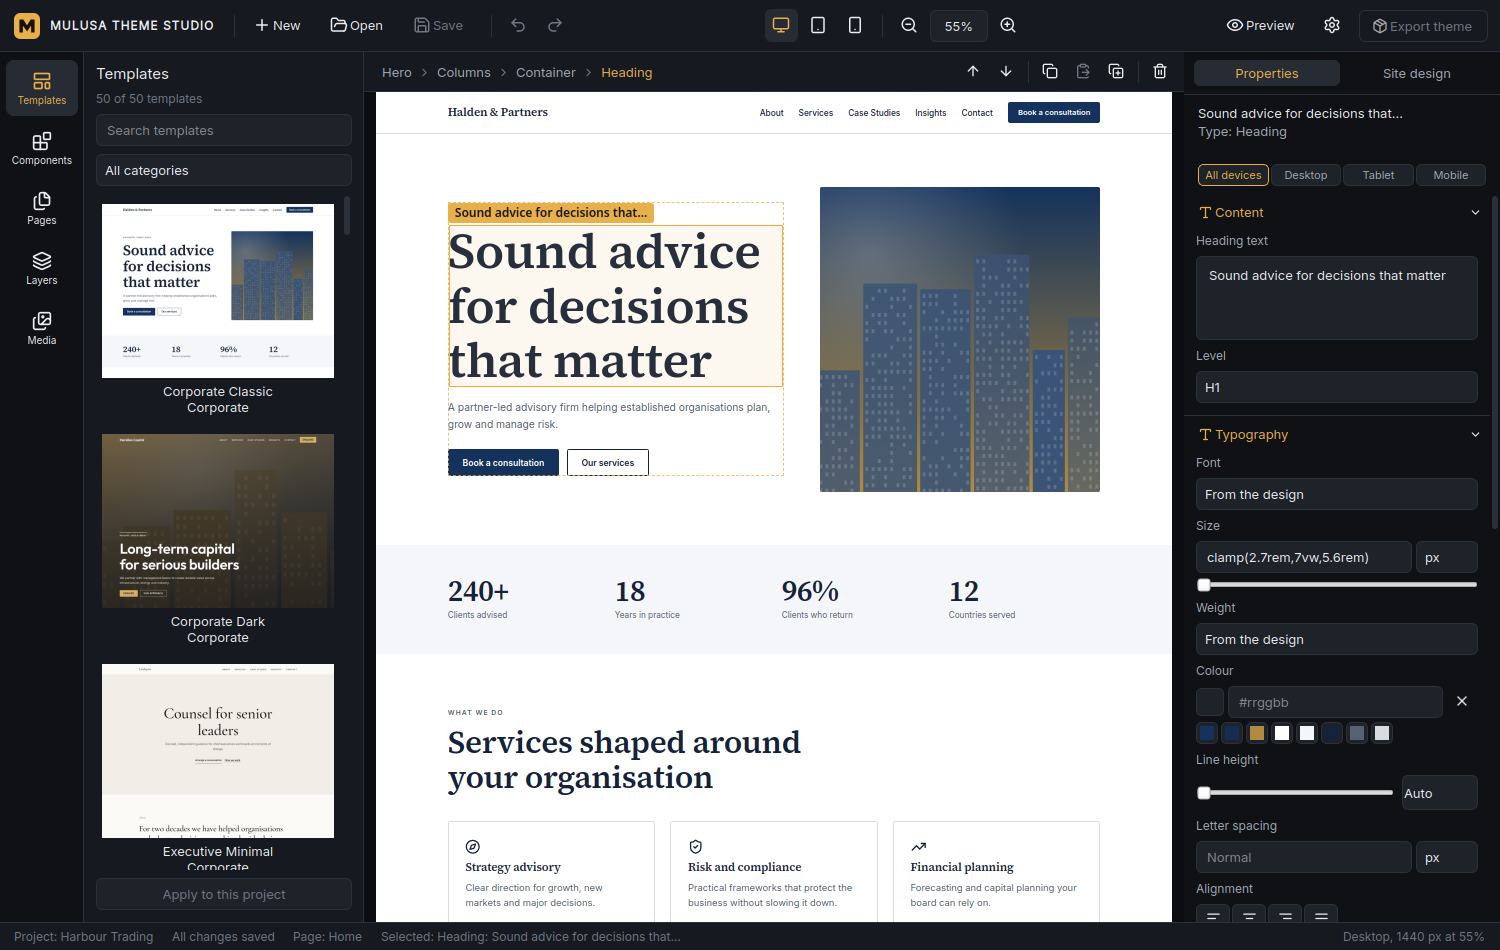 MULUSA THEME STUDIO
New
Open
Save
55%
Preview
Export theme
Templates
Components
Pages
Layers
Media
Templates
50 of 50 templates
Search templates
All categories
Sound advice
for decisions
that matter
240+
18
96%
12
Corporate Classic
Corporate
Long-term capital
for serious builders
Corporate Dark
Corporate
Counsel for senior
leaders
For two decades we have helped organisations
Executive Minimal
Corporate
Apply to this project
Hero > Columns > Container > Heading
Halden & Partners
About Services Case Studies Insights Contact Book a consultation
Sound advice for decisions that...
Sound advice
for decisions
that matter
A partner-led advisory firm helping established organisations plan,
grow and manage risk.
Book a consultation
Our services
240+
Clients advised
18
Years in practice
96%
Clients who return
12
Countries served
WHAT WE DO
Services shaped around
your organisation
Strategy advisory
Clear direction for growth, new
markets and major decisions.
Risk and compliance
Practical frameworks that protect the
business without slowing it down.
Financial planning
Forecasting and capital planning your
board can rely on.
Properties
Site design
Sound advice for decisions that...
Type: Heading
All devices
Desktop
Tablet
Mobile
Content
Heading text
Sound advice for decisions that matter
Level
H1
Typography
Font
From the design
Size
clamp(2.7rem,7vw,5.6rem)
px
Weight
From the design
Colour
#rrggbb
Line height
Auto
Letter spacing
Normal
px
Alignment
Project: Harbour Trading
All changes saved
Page: Home
Selected: Heading: Sound advice for decisions that...
Desktop, 1440 px at 55%